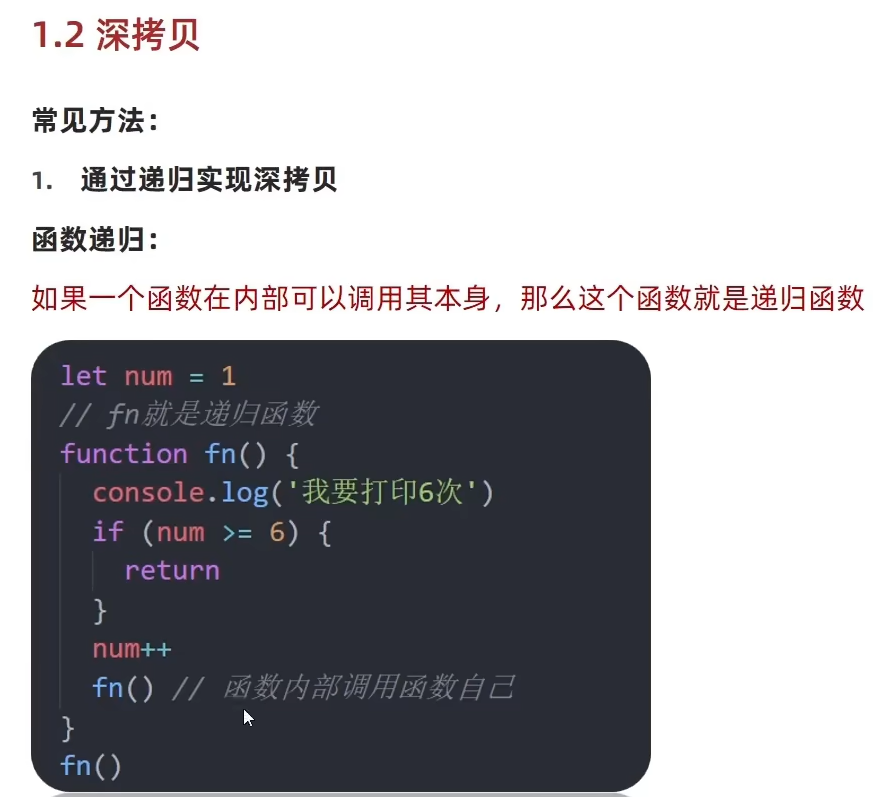 1.2 深拷贝
常见方法：
1. 通过递归实现深拷贝
函数递归：
如果一个函数在内部可以调用其本身，那么这个函数就是递归函数
let num = 1
// fn就是递归函数
function fn() {
  console.log('我要打印6次')
  if (num >= 6) {
    return
  }
  num++
  fn() // 函数内部调用函数自己
}
fn()